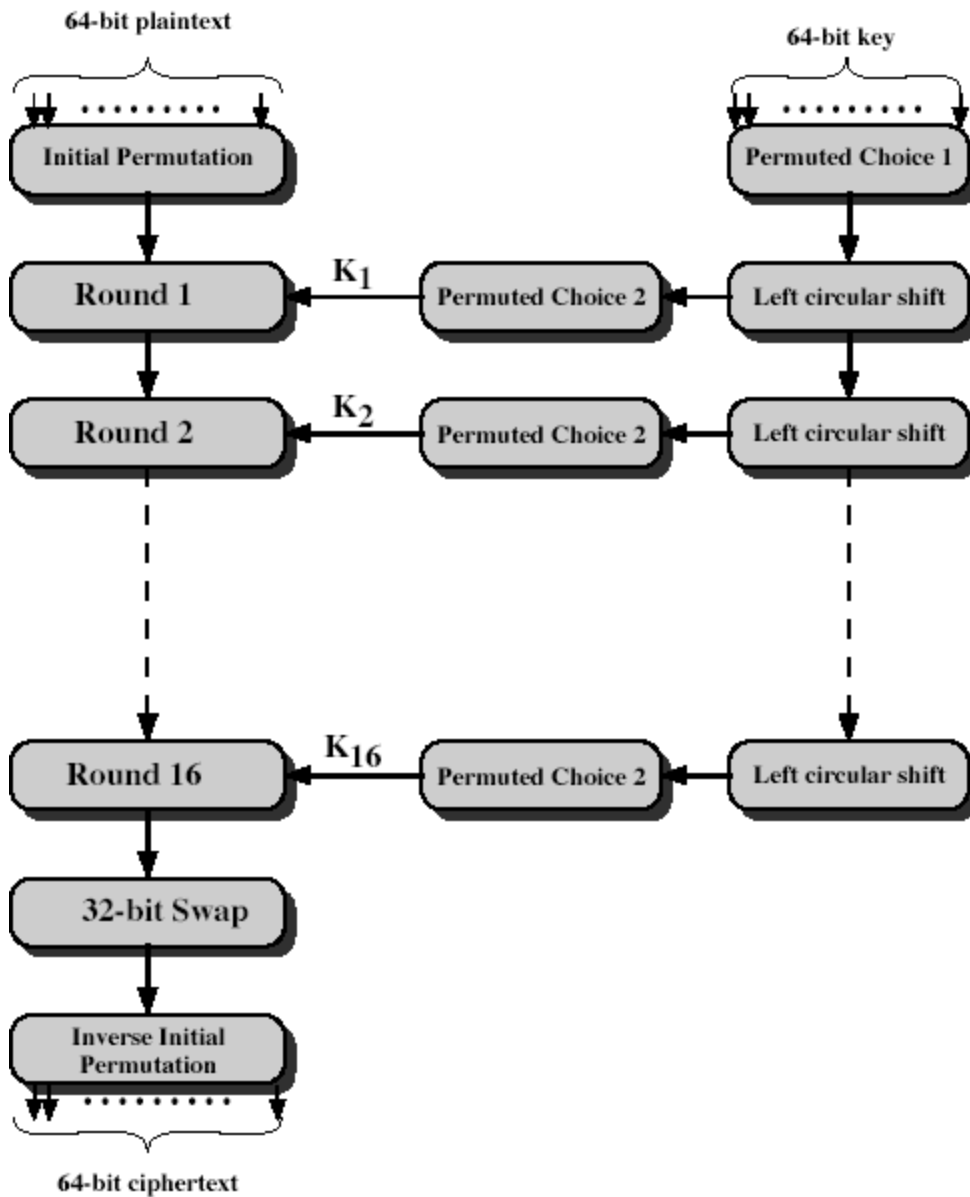 64-bit plaintext
64-bit key
Initial Permutation
Permuted Choice 1
Round 1
K1
Permuted Choice 2
Left circular shift
Round 2
K2
Permuted Choice 2
Left circular shift
Round 16
K16
Permuted Choice 2
Left circular shift
32-bit Swap
Inverse Initial
Permutation
64-bit ciphertext